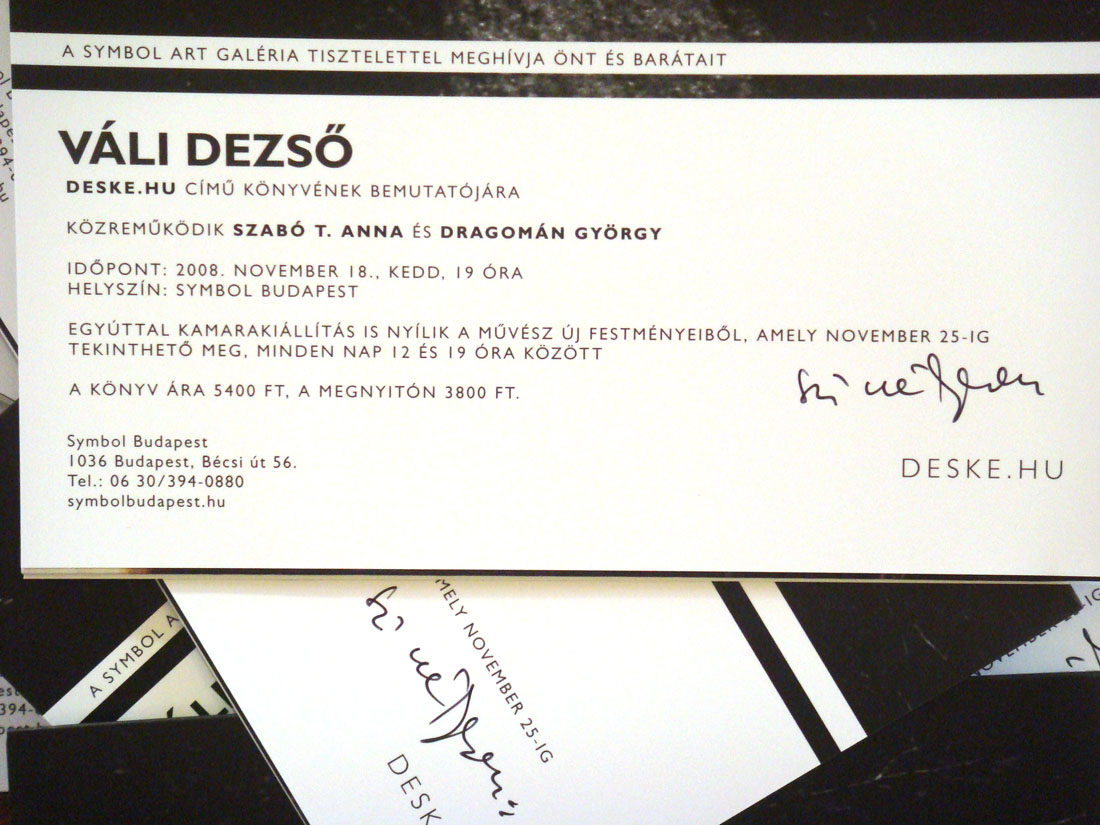 A SYMBOL ART GALÉRIA TISZTELETTEL MEGHÍVJA ÖNT ÉS BARÁTAIT
VÁLI DEZSŐ
DESKE.HU CÍMŰ KÖNYVÉNEK BEMUTATÓJÁRA
KÖZREMŰKÖDIK SZABÓ T. ANNA ÉS DRAGOMÁN GYÖRGY
IDŐPONT: 2008. NOVEMBER 18., KEDD, 19 ÓRA
HELYSZÍN: SYMBOL BUDAPEST
EGYÚTTAL KAMARAKIÁLLÍTÁS IS NYÍLIK A MŰVÉSZ ÚJ FESTMÉNYEIBŐL, AMELY NOVEMBER 25-IG
TEKINTHETŐ MEG, MINDEN NAP 12 ÉS 19 ÓRA KÖZÖTT
A KÖNYV ÁRA 5400 FT, A MEGNYITÓN 3800 FT.
Symbol Budapest
1036 Budapest, Bécsi út 56.
Tel.: 06 30/394-0880
symbolbudapest.hu
DESKE.HU
A SYMBOL A
MELY NOVEMBER 25-IG
DESK